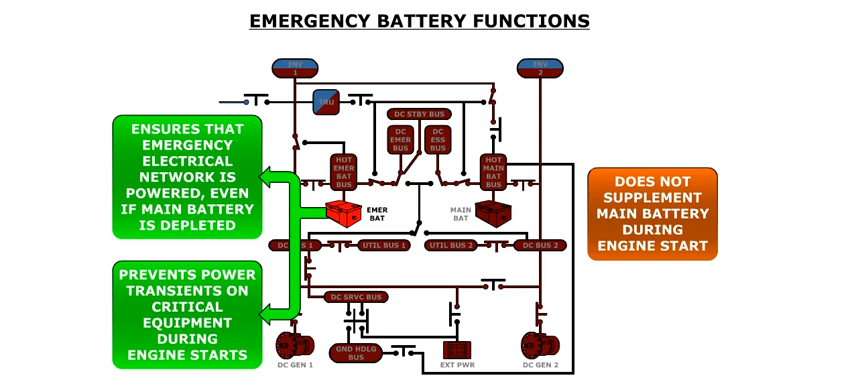 EMERGENCY BATTERY FUNCTIONS
INV
1
INV
2
TRU
DC STBY BUS
DC
EMER
BUS
DC
ESS
BUS
HOT
EMER
BAT
BUS
HOT
MAIN
BAT
BUS
ENSURES THAT
EMERGENCY
ELECTRICAL
NETWORK IS
POWERED, EVEN
IF MAIN BATTERY
IS DEPLETED
DOES NOT
SUPPLEMENT
MAIN BATTERY
DURING
ENGINE START
EMER
BAT
MAIN
BAT
DC BUS 1
UTIL BUS 1
UTIL BUS 2
DC BUS 2
PREVENTS POWER
TRANSIENTS ON
CRITICAL
EQUIPMENT
DURING
ENGINE STARTS
DC SRVC BUS
GND HDLG
BUS
DC GEN 1
EXT PWR
DC GEN 2